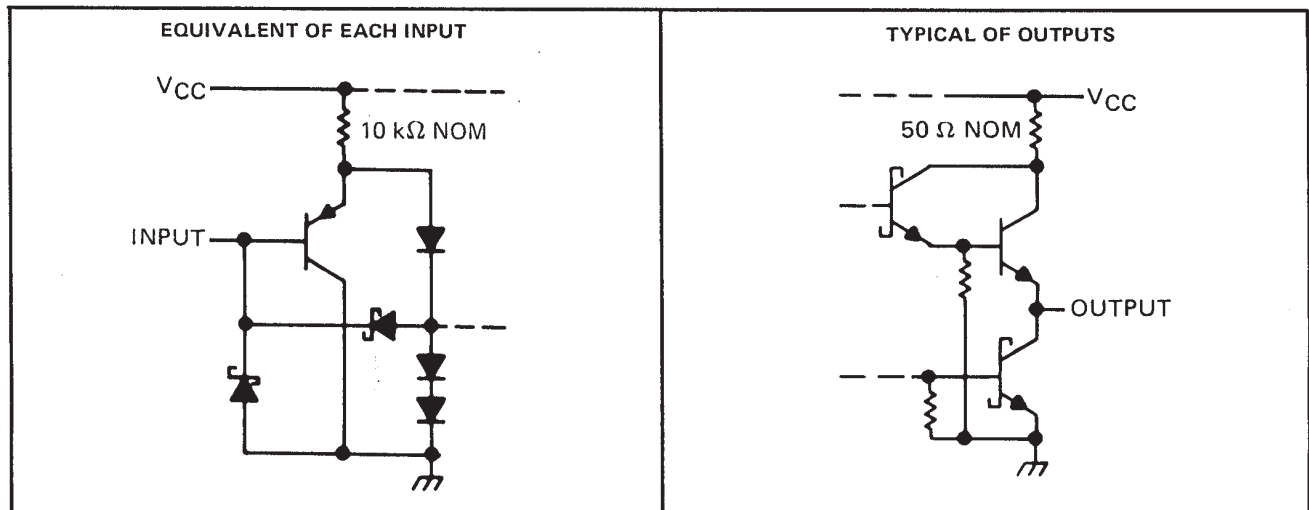 EQUIVALENT OF EACH INPUT
VCC
10 kΩ NOM
INPUT
TYPICAL OF OUTPUTS
VCC
50 Ω NOM
OUTPUT